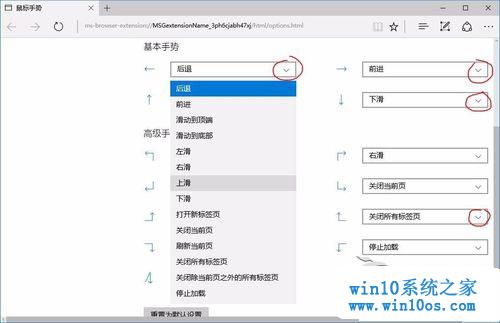 鼠标手势
ms-browser-extension://MSGextensionName_3ph6cjabh47xj/html/options.html
基本手势
后退
前进
后退
下滑
前进
滑动到顶端
滑动到底部
高级手
左滑
右滑
右滑
上滑
关闭当前页
下滑
打开新标签页
关闭所有标签页
关闭当前页
刷新当前页
停止加载
关闭所有标签页
关闭除当前页之外的所有标签页
停止加载
重置为默认设置
win10系统之家
www.win10os.com